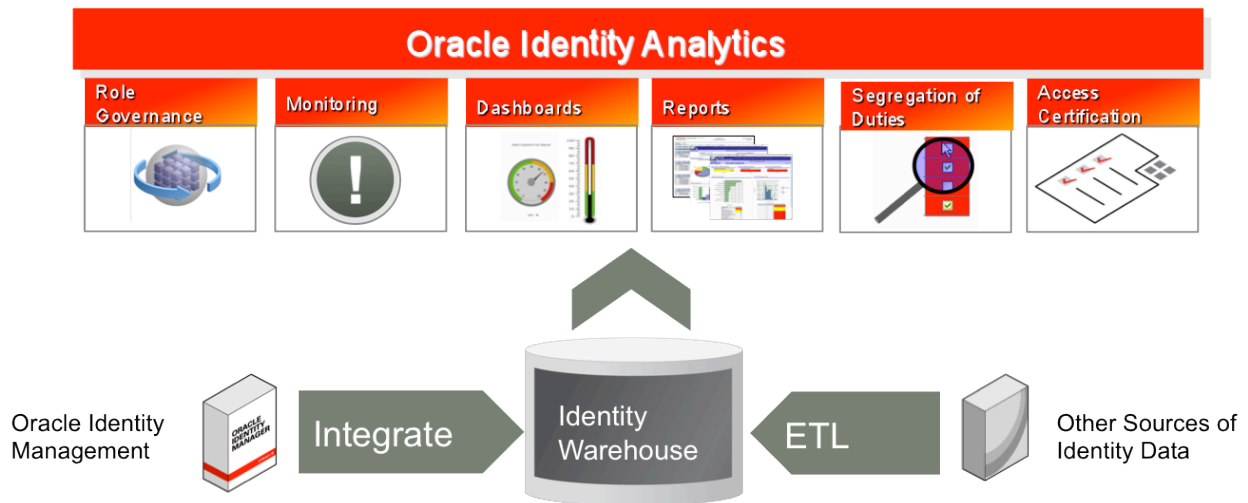 Oracle Identity Analytics
Role
Governance
Monitoring
Dashboards
Reports
Segregation of
Duties
Access
Certification
Oracle Identity
Management
ORACLE
IDENTITY
MANAGER
Integrate
Identity
Warehouse
ETL
Other Sources of
Identity Data